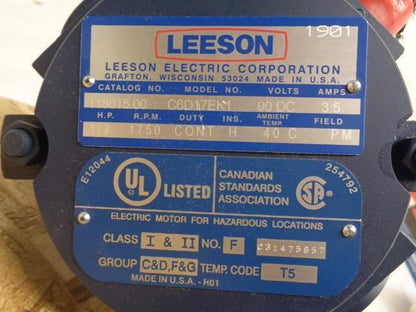 1901
LEESON
LEESON ELECTRIC CORPORATION
GRAFTON, WISCONSIN 53024 MADE IN U.S.A.
CATALOG NO. MODEL NO. VOLTS AMPS
118015.00 C6D17EK1 90 DC 3.5
H.P. R.P.M. DUTY INS. AMBIENT TEMP. FIELD
1/3 1750 CONT. H 40 C PM
E12044
UL LISTED
CANADIAN
STANDARDS
ASSOCIATION
SA
254792
ELECTRIC MOTOR FOR HAZARDOUS LOCATIONS
CLASS I & II NO. F C31475857
GROUP C&D,F&G TEMP. CODE T5
MADE IN U.S.A. - H01